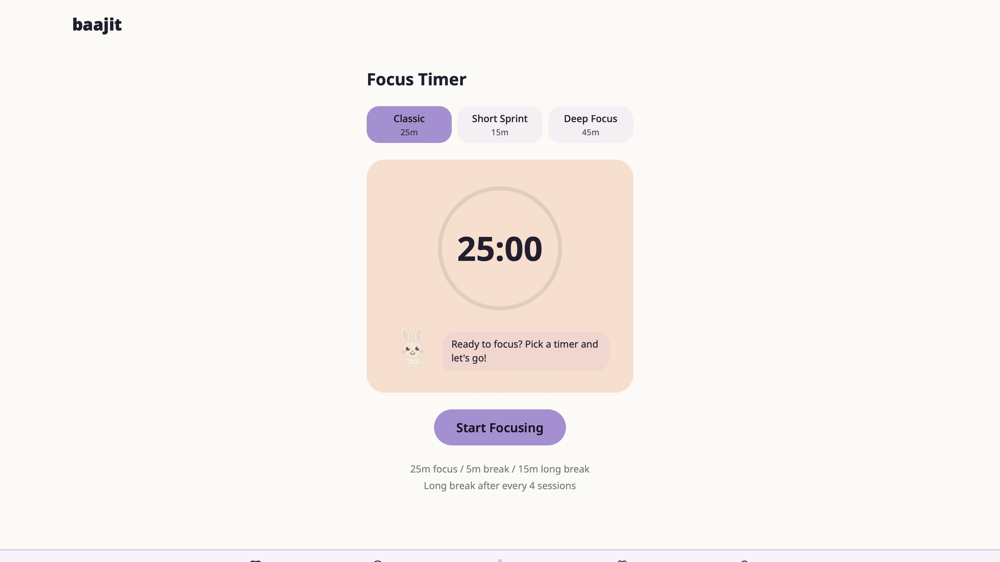 baajit
Focus Timer
Classic
25m
Short Sprint
15m
Deep Focus
45m
25:00
Ready to focus? Pick a timer and
let's go!
Start Focusing
25m focus / 5m break / 15m long break
Long break after every 4 sessions